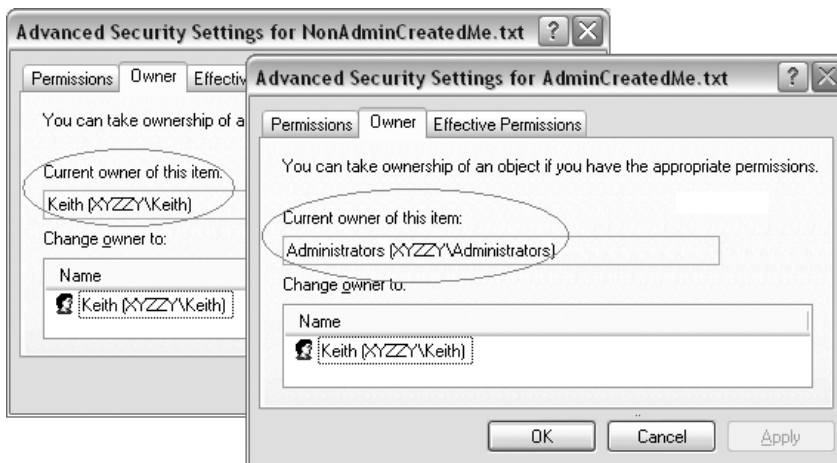 Advanced Security Settings for NonAdminCreatedMe.txt
Permissions Owner Effectiv
You can take ownership of a
Current owner of this item:
Keith (XYZZY\Keith)
Change owner to:
Name
Keith (XYZZY\Keith)
Advanced Security Settings for AdminCreatedMe.txt
Permissions Owner Effective Permissions
You can take ownership of an object if you have the appropriate permissions.
Current owner of this item:
Administrators (XYZZY\Administrators)
Change owner to:
Name
Keith (XYZZY\Keith)
OK Cancel Apply